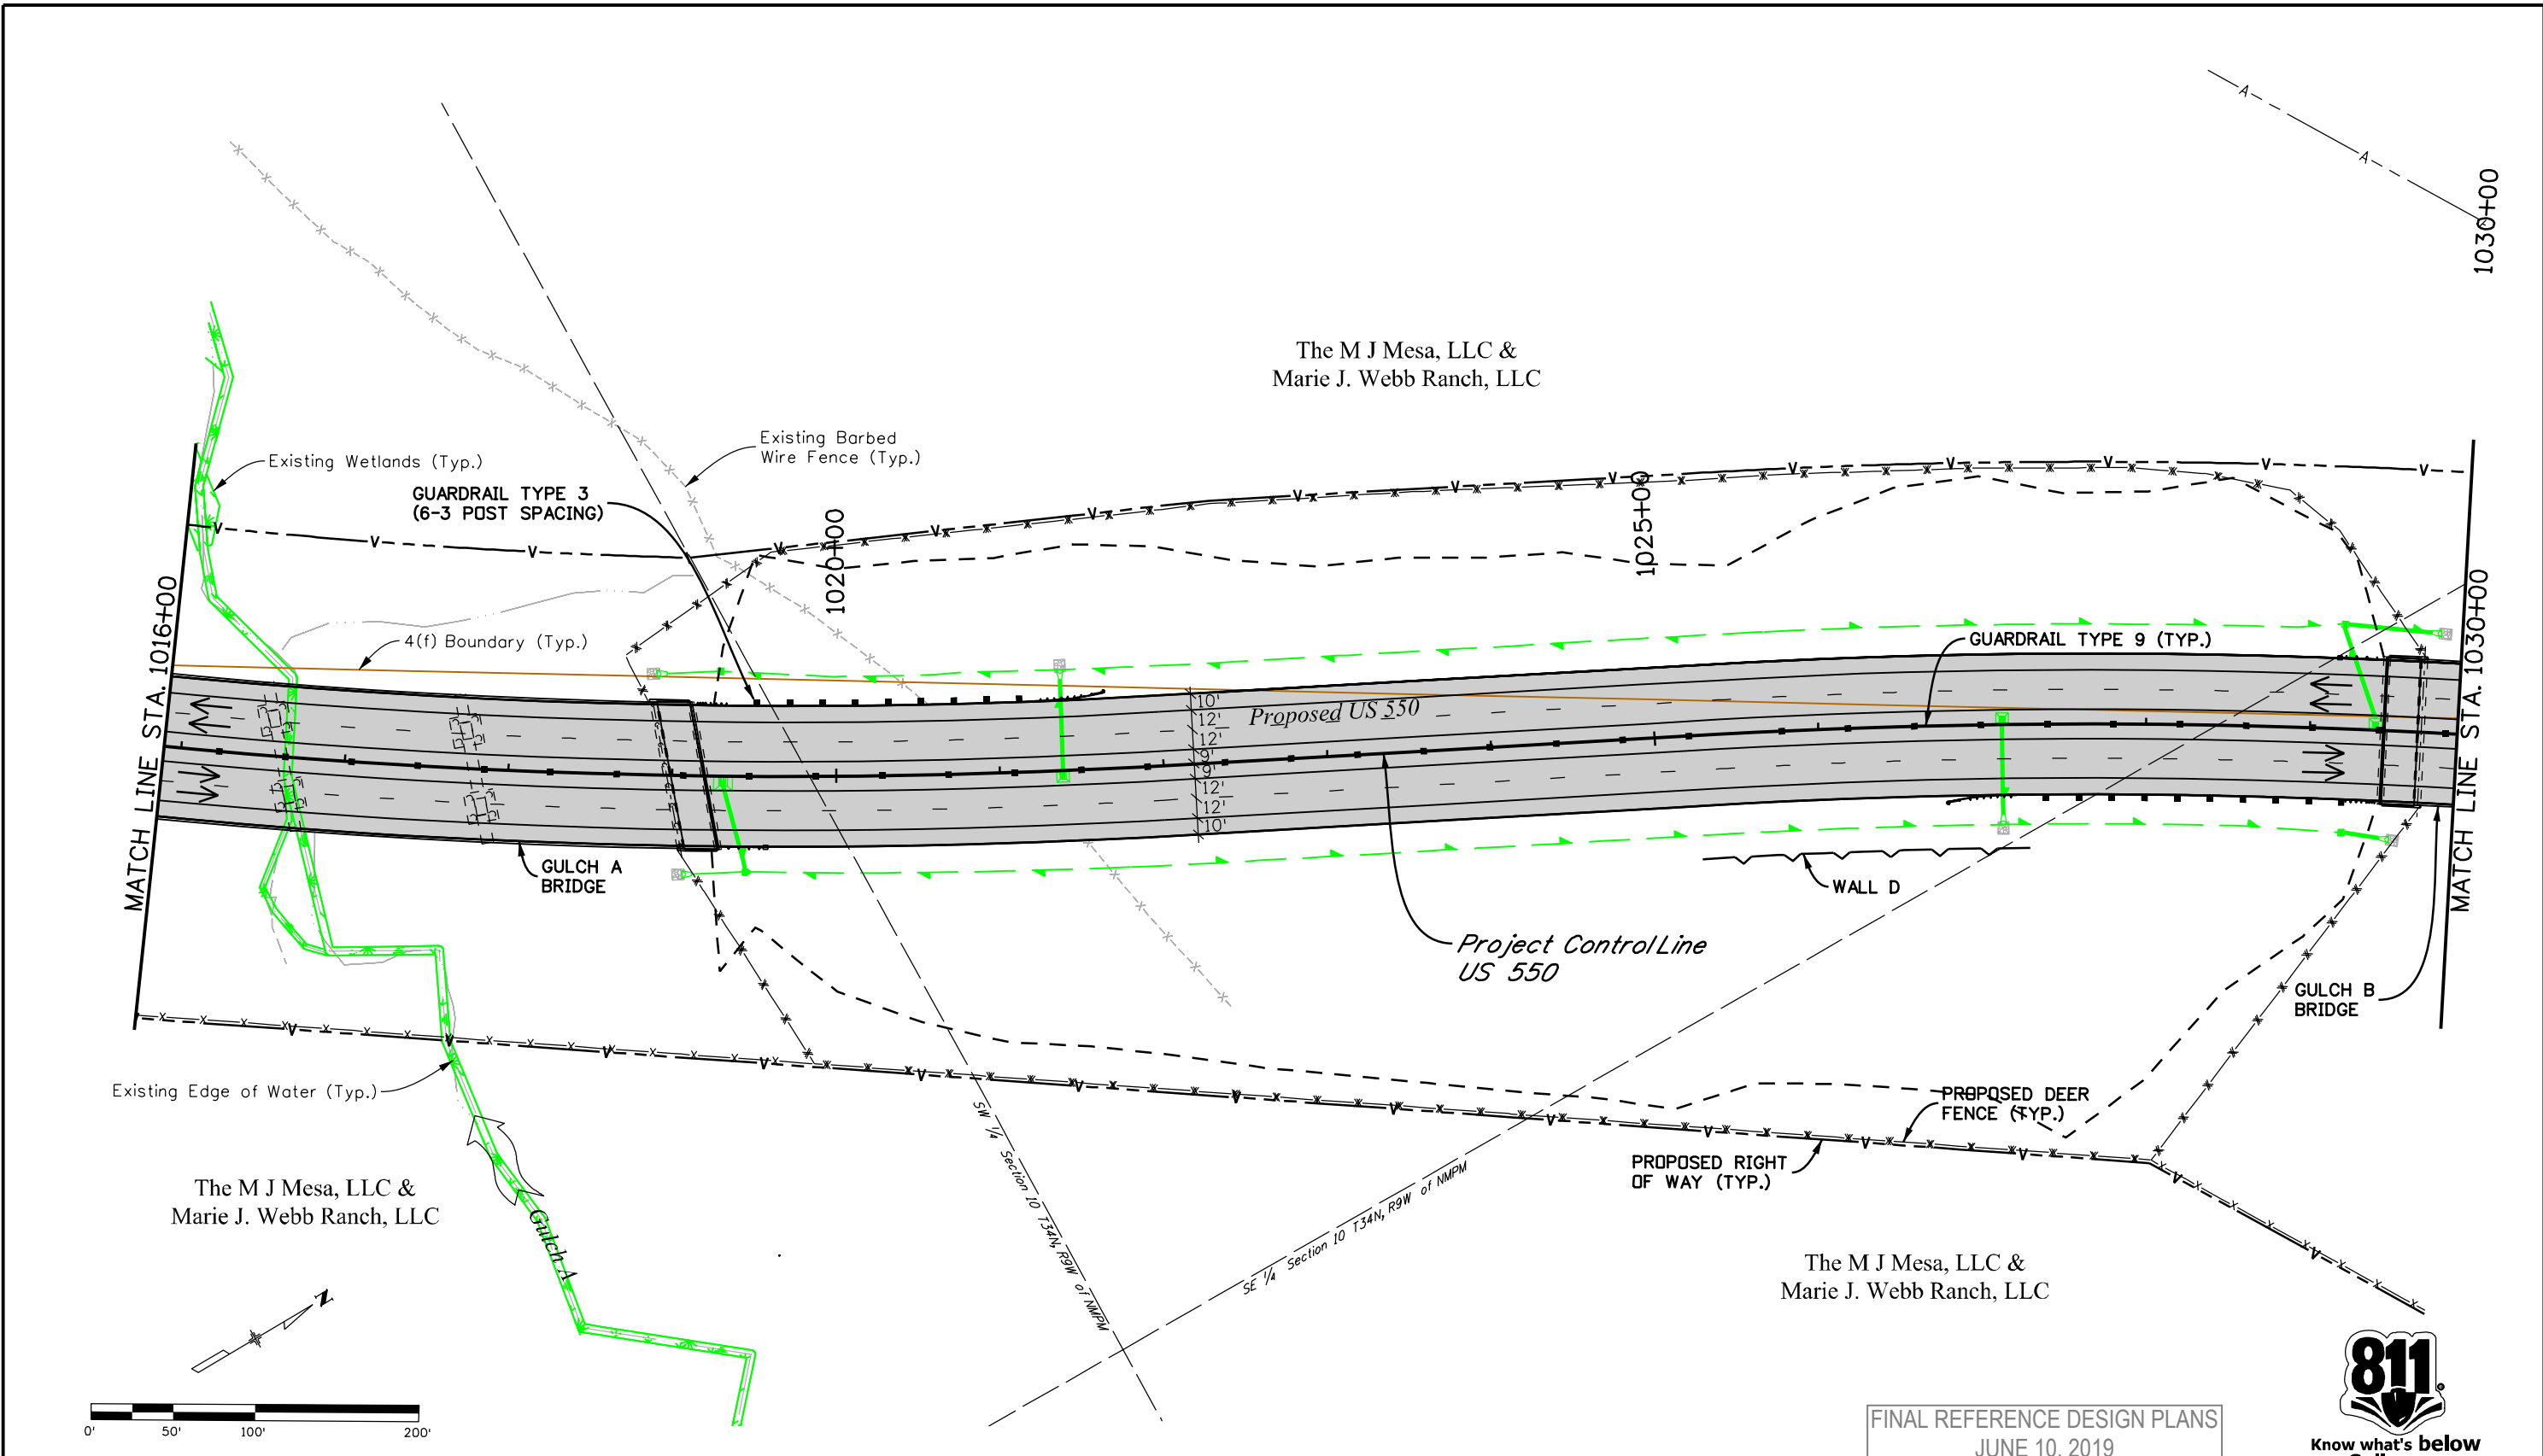 1030+00
The M J Mesa, LLC &
Marie J. Webb Ranch, LLC
Existing Barbed
Wire Fence (Typ.)
Existing Wetlands (Typ.)
GUARDRAIL TYPE 3
(6-3 POST SPACING)
1020+00
1025+00
MATCH LINE STA. 1016+00
4(f) Boundary (Typ.)
GUARDRAIL TYPE 9 (TYP.)
MATCH LINE STA. 1030+00
Proposed US 550
10'
12'
12'
9'
9'
12'
12'
10'
GULCH A
BRIDGE
WALL D
Project Control Line
US 550
GULCH B
BRIDGE
Existing Edge of Water (Typ.)
PROPOSED DEER
FENCE (TYP.)
PROPOSED RIGHT
OF WAY (TYP.)
SW 1/4 Section 10 T34N, R9W of NMPM
SE 1/4 Section 10 T34N, R9W of NMPM
The M J Mesa, LLC &
Marie J. Webb Ranch, LLC
Gulch A
The M J Mesa, LLC &
Marie J. Webb Ranch, LLC
N
0' 50' 100' 200'
FINAL REFERENCE DESIGN PLANS
JUNE 10, 2019
811
Know what's below